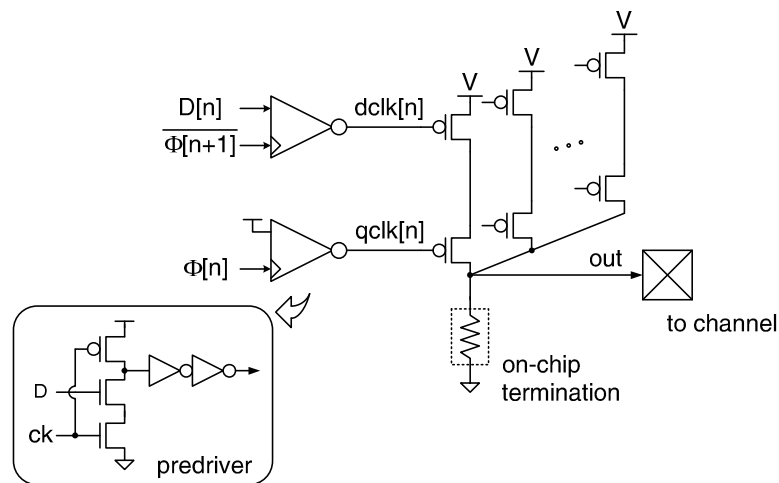 V
V
V
D[n]
dclk[n]
Φ[n+1]
qclk[n]
Φ[n]
out
to channel
on-chip
termination
D
ck
predriver